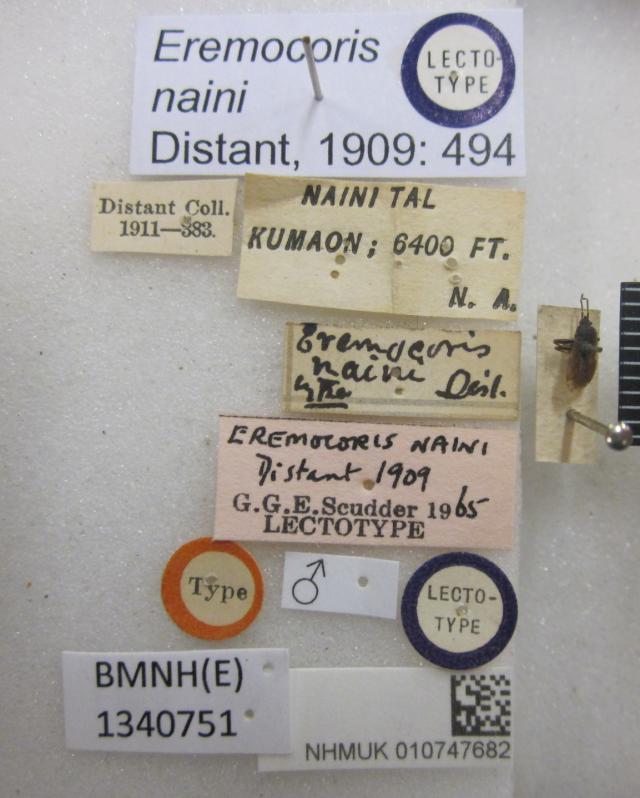 Eremocoris
naini
Distant, 1909: 494
LECTO-
TYPE
Distant Coll.
1911—383.
NAINI TAL
KUMAON; 6400 FT.
N. A.
Eremocoris
naini
Dist.
EREMOCORIS NAINI
Distant 1909
G.G.E.Scudder 1965
LECTOTYPE
Type
♂
LECTO-
TYPE
BMNH(E)
1340751
NHMUK 010747682